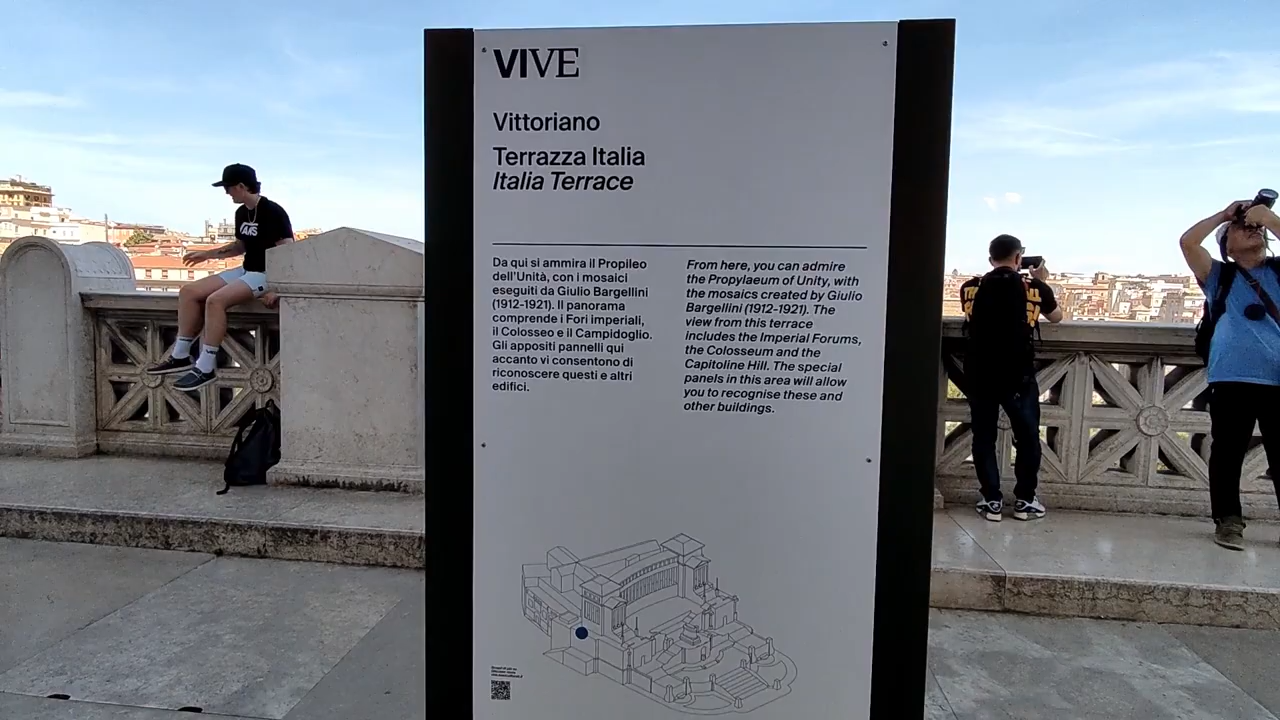 VIVE
Vittoriano
Terrazza Italia
Italia Terrace
Da qui si ammira il Propileo
dell'Unità, con i mosaici
eseguiti da Giulio Bargellini
(1912-1921). Il panorama
comprende i Fori imperiali,
il Colosseo e il Campidoglio.
Gli appositi pannelli qui
accanto vi consentono di
riconoscere questi e altri
edifici.
From here, you can admire
the Propylaeum of Unity, with
the mosaics created by Giulio
Bargellini (1912-1921). The
view from this terrace
includes the Imperial Forums,
the Colosseum and the
Capitoline Hill. The special
panels in this area will allow
you to recognise these and
other buildings.